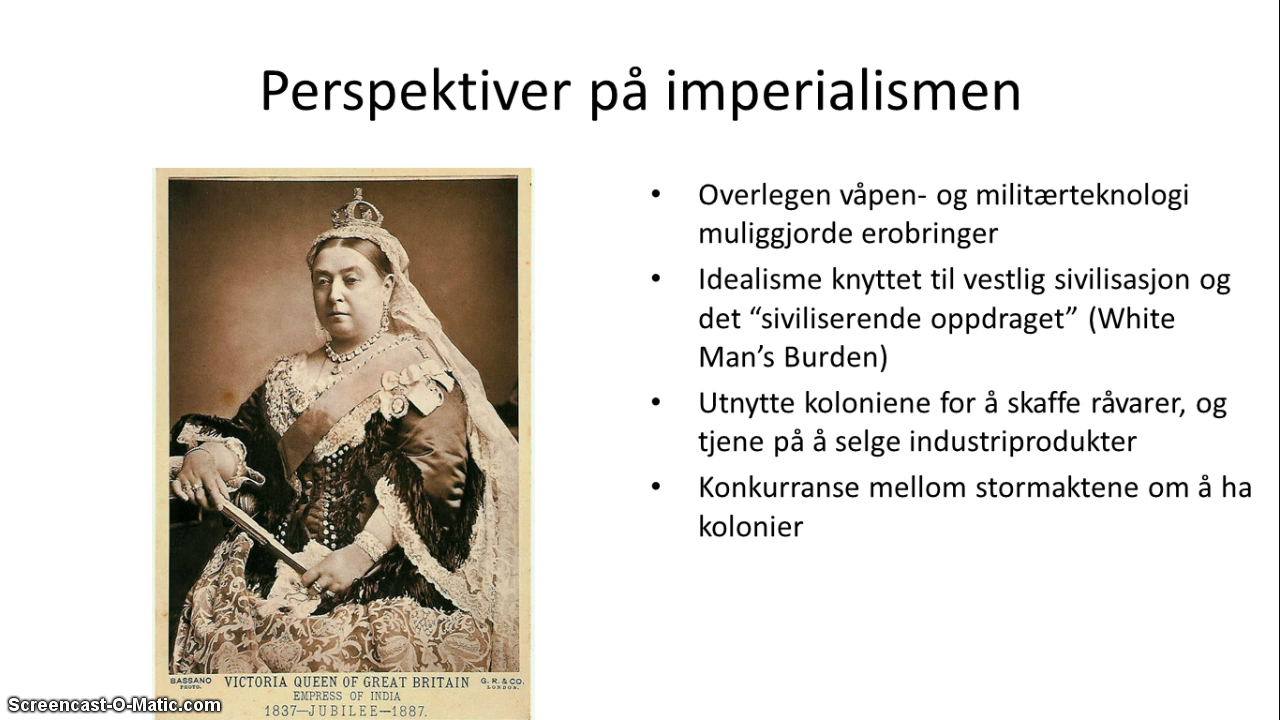 Perspektiver på imperialismen
• Overlegen våpen- og militærteknologi
muliggjorde erobringer
• Idealisme knyttet til vestlig sivilisasjon og
det “siviliserende oppdraget” (White
Man’s Burden)
• Utnytte koloniene for å skaffe råvarer, og
tjene på å selge industriprodukter
• Konkurranse mellom stormaktene om å ha
kolonier
BASSANO VICTORIA QUEEN OF GREAT BRITAIN G. R. & CO.
PHOTO. LONDON.
EMPRESS OF INDIA
1837–JUBILEE–1887.
Screencast-O-Matic.com